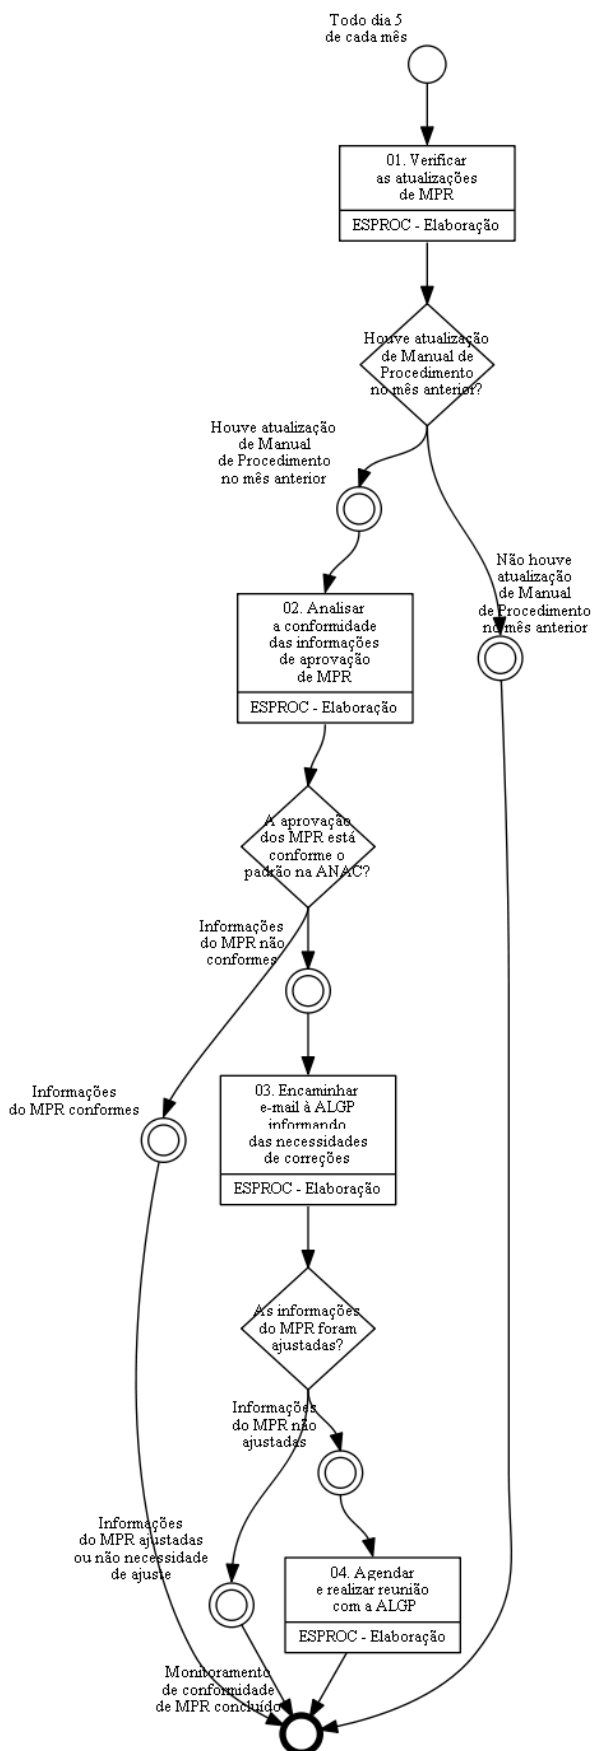 Todo dia 5
de cada mês
01. Verificar
as atualizações
de MPR
ESPROC - Elaboração
Houve atualização
de Manual de
Procedimento
no mês anterior?
Houve atualização
de Manual
de Procedimento
no mês anterior
Não houve
atualização
de Manual
de Procedimento
no mês anterior
02. Analisar
a conformidade
das informações
de aprovação
de MPR
ESPROC - Elaboração
A aprovação
dos MPR está
conforme o
padrão na ANAC?
Informações
do MPR não
conformes
Informações
do MPR conformes
03. Encaminhar
e-mail à ALGP
informando
das necessidades
de correções
ESPROC - Elaboração
As informações
do MPR foram
ajustadas?
Informações
do MPR não
ajustadas
Informações
do MPR ajustadas
ou não necessidade
de ajuste
04. Agendar
e realizar reunião
com a ALGP
ESPROC - Elaboração
Monitoramento
de conformidade
de MPR concluído